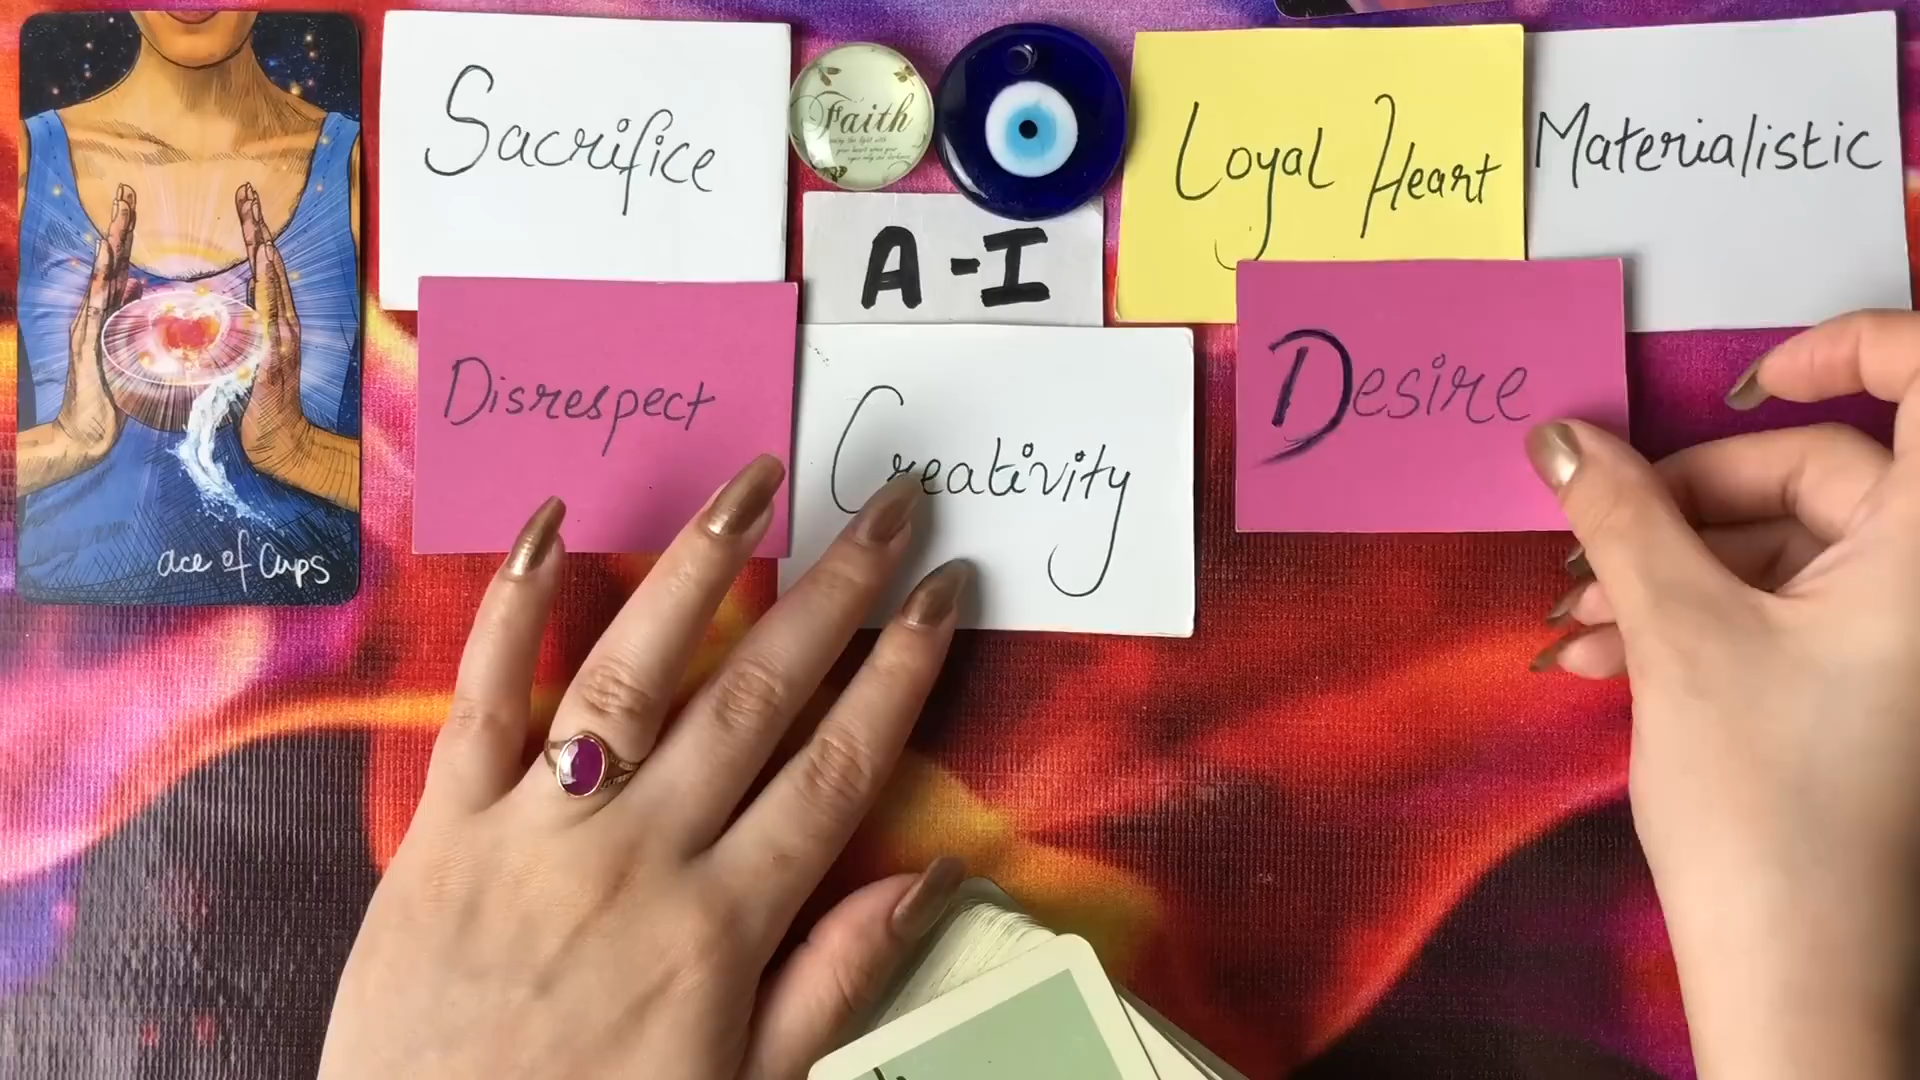 Sacrifice
Faith
A-I
Loyal Heart
Materialistic
Disrespect
Creativity
Desire
ace of Cups